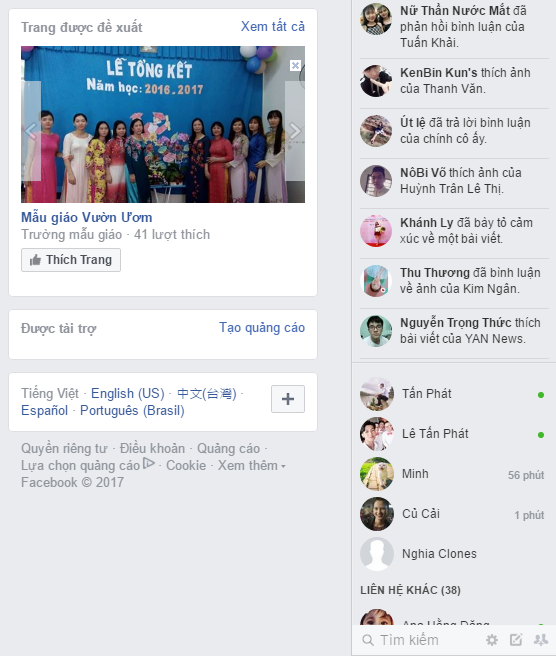 Trang được đề xuất
Xem tất cả
LỄ TỔNG KẾT
Năm học: 2016-2017
Mẫu giáo Vườn Ươm
Trường mẫu giáo · 41 lượt thích
Thích Trang
Được tài trợ
Tạo quảng cáo
Tiếng Việt · English (US) · 中文(台灣) ·
Español · Português (Brasil)
Quyền riêng tư · Điều khoản · Quảng cáo ·
Lựa chọn quảng cáo · Cookie · Xem thêm
Facebook © 2017
Nữ Thần Nước Mắt đã
phản hồi bình luận của
Tuấn Khải.
KenBin Kun's thích ảnh
của Thanh Văn.
Út lệ đã trả lời bình luận
của chính cô ấy.
NôBi Võ thích ảnh của
Huỳnh Trân Lê Thị.
Khánh Ly đã bày tỏ cảm
xúc về một bài viết.
Thu Thương đã bình luận
về ảnh của Kim Ngân.
Nguyễn Trọng Thức thích
bài viết của YAN News.
Tấn Phát
Lê Tấn Phát
Minh
56 phút
Củ Cải
1 phút
Nghia Clones
LIÊN HỆ KHÁC (38)
Tìm kiếm